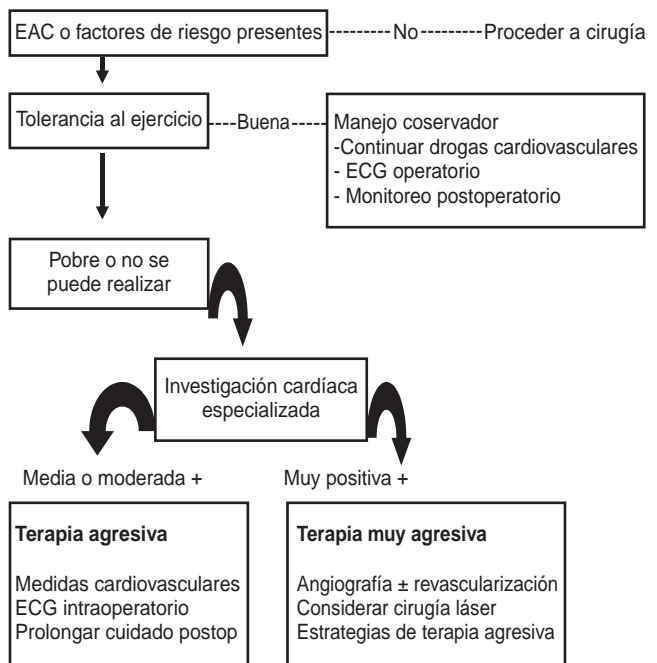 EAC o factores de riesgo presentes
No
Proceder a cirugía
Tolerancia al ejercicio
Buena
Manejo coservador
-Continuar drogas cardiovasculares
- ECG operatorio
- Monitoreo postoperatorio
Pobre o no se
puede realizar
Investigación cardíaca
especializada
Media o moderada +
Muy positiva +
Terapia agresiva
Medidas cardiovasculares
ECG intraoperatorio
Prolongar cuidado postop
Terapia muy agresiva
Angiografía ± revascularización
Considerar cirugía láser
Estrategias de terapia agresiva